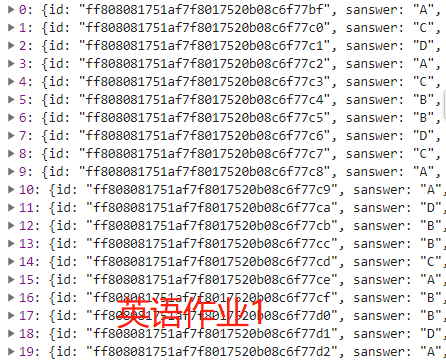 ▶ 0: {id: "ff808081751af7f8017520b08c6f77bf", sanswer: "A",
▶ 1: {id: "ff808081751af7f8017520b08c6f77c0", sanswer: "C",
▶ 2: {id: "ff808081751af7f8017520b08c6f77c1", sanswer: "D",
▶ 3: {id: "ff808081751af7f8017520b08c6f77c2", sanswer: "A",
▶ 4: {id: "ff808081751af7f8017520b08c6f77c3", sanswer: "C",
▶ 5: {id: "ff808081751af7f8017520b08c6f77c4", sanswer: "B",
▶ 6: {id: "ff808081751af7f8017520b08c6f77c5", sanswer: "B",
▶ 7: {id: "ff808081751af7f8017520b08c6f77c6", sanswer: "D",
▶ 8: {id: "ff808081751af7f8017520b08c6f77c7", sanswer: "C",
▶ 9: {id: "ff808081751af7f8017520b08c6f77c8", sanswer: "A",
▶ 10: {id: "ff808081751af7f8017520b08c6f77c9", sanswer: "A",
▶ 11: {id: "ff808081751af7f8017520b08c6f77ca", sanswer: "D",
▶ 12: {id: "ff808081751af7f8017520b08c6f77cb", sanswer: "B",
▶ 13: {id: "ff808081751af7f8017520b08c6f77cc", sanswer: "B",
▶ 14: {id: "ff808081751af7f8017520b08c6f77cd", sanswer: "C",
▶ 15: {id: "ff808081751af7f8017520b08c6f77ce", sanswer: "A",
▶ 16: {id: "ff808081751af7f8017520b08c6f77cf", sanswer: "B",
▶ 17: {id: "ff808081751af7f8017520b08c6f77d0", sanswer: "B",
▶ 18: {id: "ff808081751af7f8017520b08c6f77d1", sanswer: "D",
▶ 19: {id: "ff808081751af7f8017520b08c6f77d2", sanswer: "A",
英语作业1